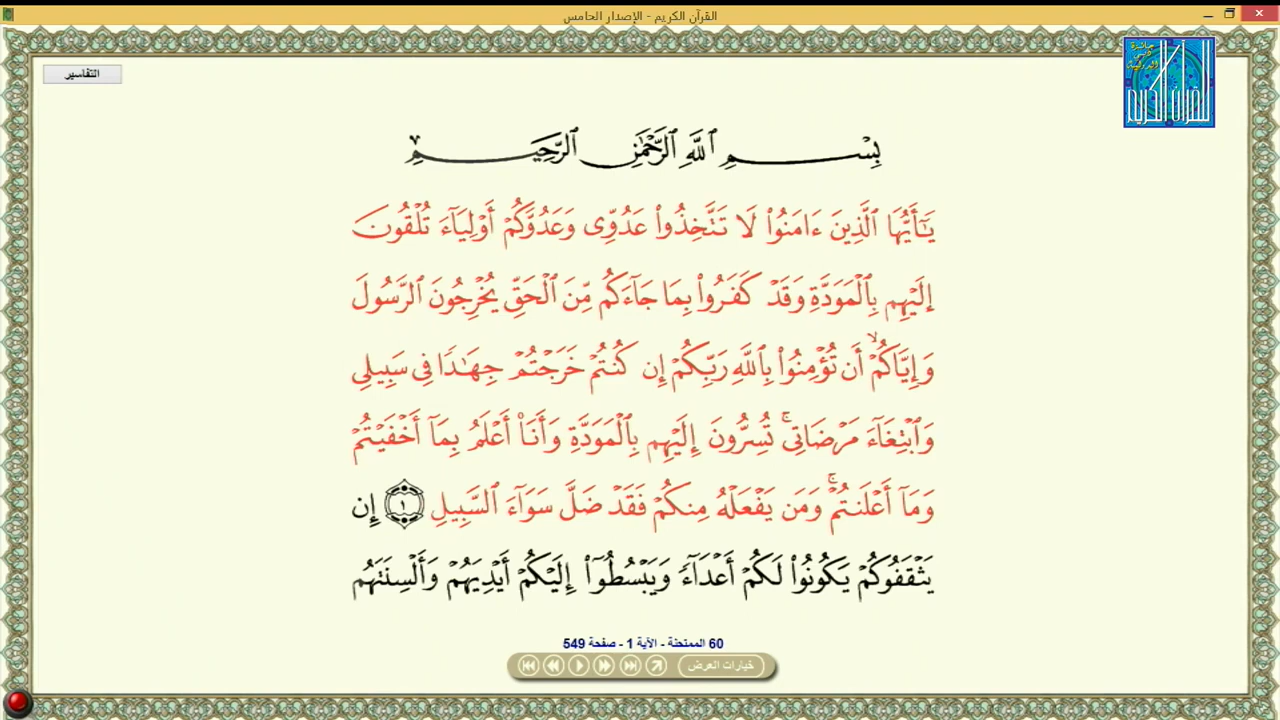 القرآن الكريم - الإصدار الخامس
التفاسير
بِسْمِ ٱللَّهِ ٱلرَّحْمَٰنِ ٱلرَّحِيمِ
يَٰٓأَيُّهَا ٱلَّذِينَ ءَامَنُوا۟ لَا تَتَّخِذُوا۟ عَدُوِّى وَعَدُوَّكُمْ أَوْلِيَآءَ تُلْقُونَ
إِلَيْهِم بِٱلْمَوَدَّةِ وَقَدْ كَفَرُوا۟ بِمَا جَآءَكُم مِّنَ ٱلْحَقِّ يُخْرِجُونَ ٱلرَّسُولَ
وَإِيَّاكُمْ ۙ أَن تُؤْمِنُوا۟ بِٱللَّهِ رَبِّكُمْ إِن كُنتُمْ خَرَجْتُمْ جِهَٰدًا فِى سَبِيلِى
وَٱبْتِغَآءَ مَرْضَاتِى ۚ تُسِرُّونَ إِلَيْهِم بِٱلْمَوَدَّةِ وَأَنَا۠ أَعْلَمُ بِمَآ أَخْفَيْتُمْ
وَمَآ أَعْلَنتُمْ ۚ وَمَن يَفْعَلْهُ مِنكُمْ فَقَدْ ضَلَّ سَوَآءَ ٱلسَّبِيلِ ١ إِن
يَثْقَفُوكُمْ يَكُونُوا۟ لَكُمْ أَعْدَآءً وَيَبْسُطُوٓا۟ إِلَيْكُمْ أَيْدِيَهُمْ وَأَلْسِنَتَهُم
60 الممتحنة - الآية 1 - صفحة 549
خيارات العرض